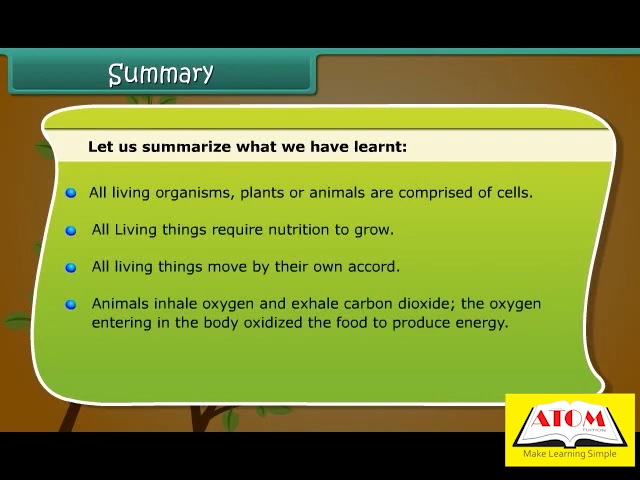 Summary
Let us summarize what we have learnt:
All living organisms, plants or animals are comprised of cells.
All Living things require nutrition to grow.
All living things move by their own accord.
Animals inhale oxygen and exhale carbon dioxide; the oxygen
entering in the body oxidized the food to produce energy.
ATOM
TUITION
Make Learning Simple